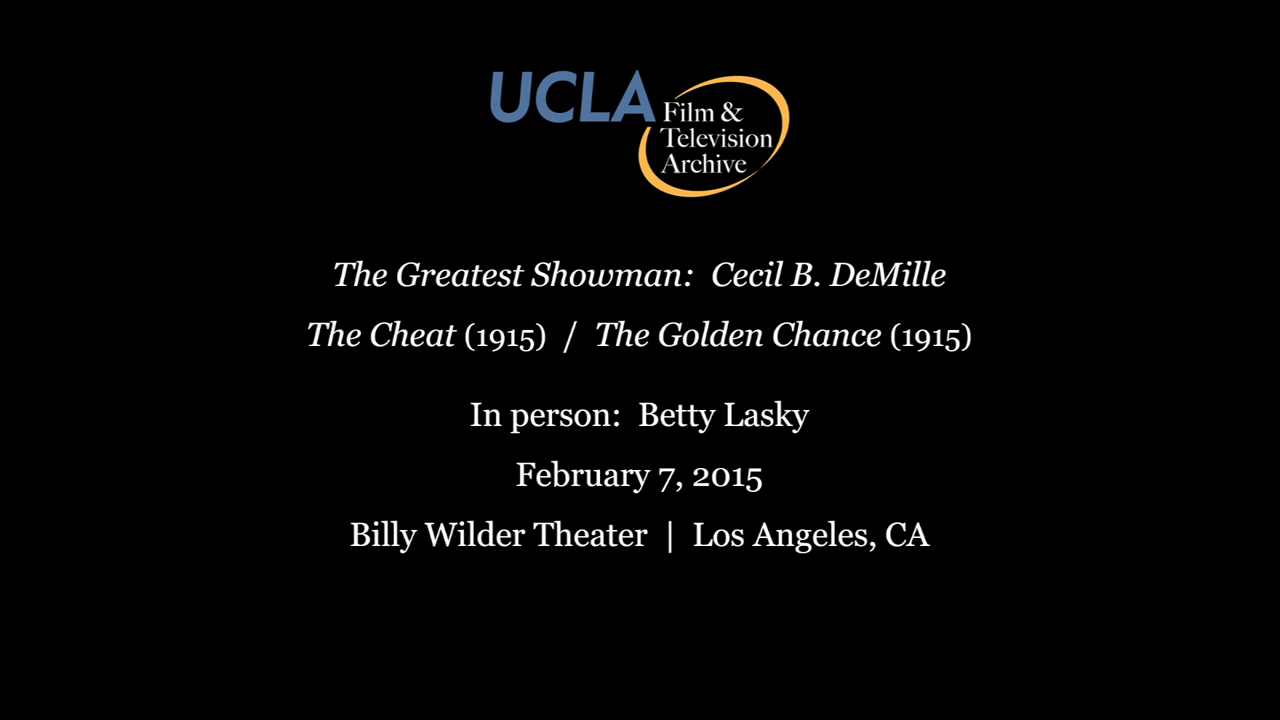 UCLA
Film &
Television
Archive
The Greatest Showman: Cecil B. DeMille
The Cheat (1915) / The Golden Chance (1915)
In person: Betty Lasky
February 7, 2015
Billy Wilder Theater | Los Angeles, CA